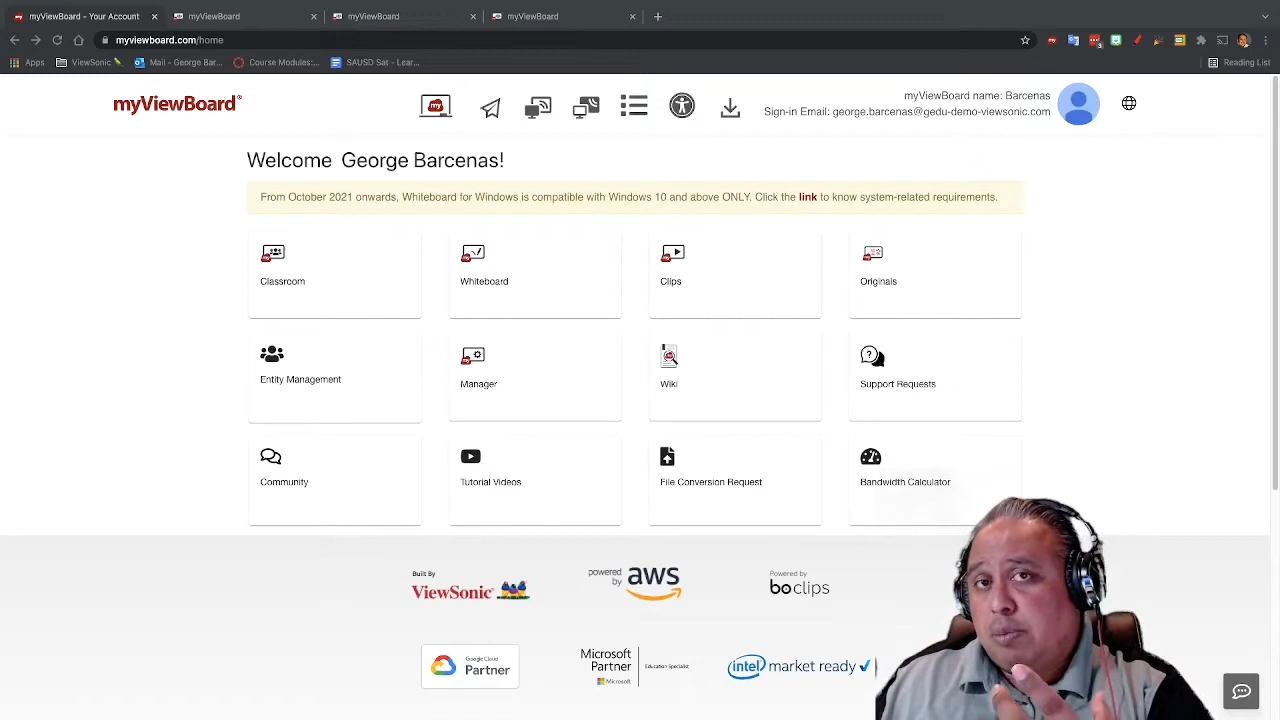 myViewBoard - Your Account
myViewBoard
myViewBoard
myViewBoard
myviewboard.com/home
Apps
ViewSonic
Mail - George Bar...
Course Modules:...
SAUSD Sat - Lear...
Reading List
myViewBoard
myViewBoard name: Barcenas
Sign-in Email: george.barcenas@gedu-demo-viewsonic.com
Welcome George Barcenas!
From October 2021 onwards, Whiteboard for Windows is compatible with Windows 10 and above ONLY. Click the link to know system-related requirements.
Classroom
Whiteboard
Clips
Originals
Entity Management
Manager
Wiki
Support Requests
Community
Tutorial Videos
File Conversion Request
Bandwidth Calculator
Built By
ViewSonic
powered by
aws
Powered by
boclips
Google Cloud
Partner
Microsoft
Partner
Microsoft
Education Specialist
intel market ready